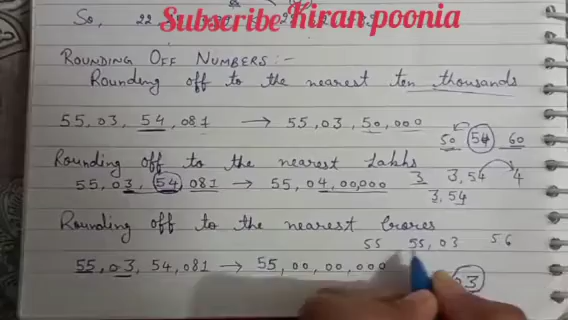 Subscribe Kiran poonia
So, 22
ROUNDING OFF NUMBERS :-
Rounding off to the nearest ten thousands
55,03,54,081 → 55,03,50,000
50 54 60
Rounding off to the nearest Lakhs
55,03,54,081 → 55,04,00,000 3 3,54 4
3,54
Rounding off to the nearest Crores
55 55,03 56
55,03,54,081 → 55,00,00,000 03